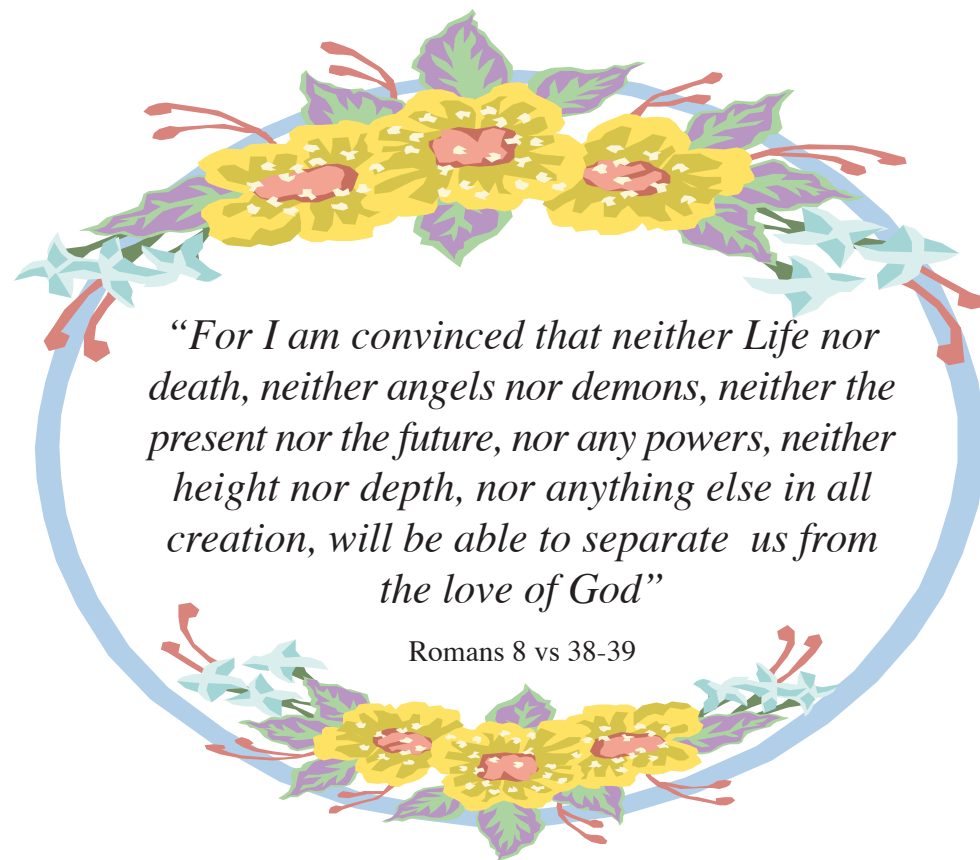 “For I am convinced that neither Life nor
death, neither angels nor demons, neither the
present nor the future, nor any powers, neither
height nor depth, nor anything else in all
creation, will be able to separate  us from
the love of God”
Romans 8 vs 38-39